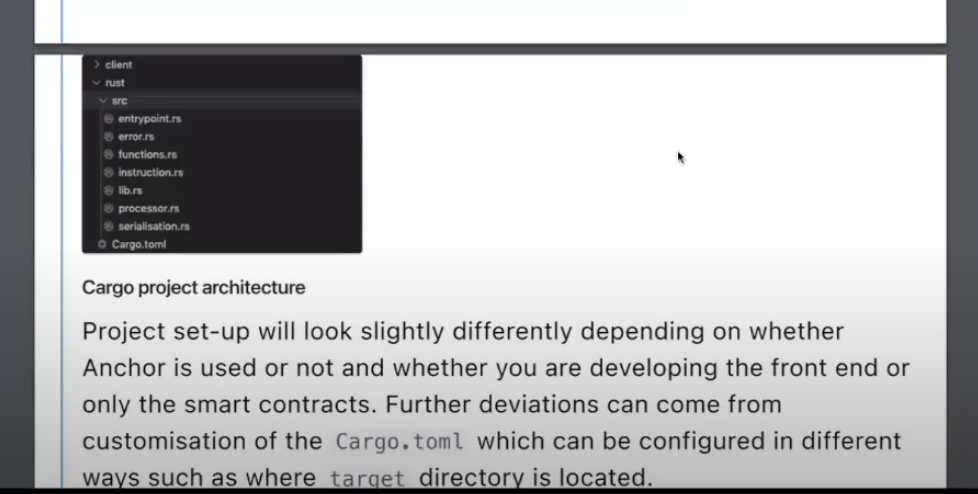 client
rust
src
entrypoint.rs
error.rs
functions.rs
instruction.rs
lib.rs
processor.rs
serialisation.rs
Cargo.toml
Cargo project architecture
Project set-up will look slightly differently depending on whether
Anchor is used or not and whether you are developing the front end or
only the smart contracts. Further deviations can come from
customisation of the Cargo.toml which can be configured in different
ways such as where target directory is located.